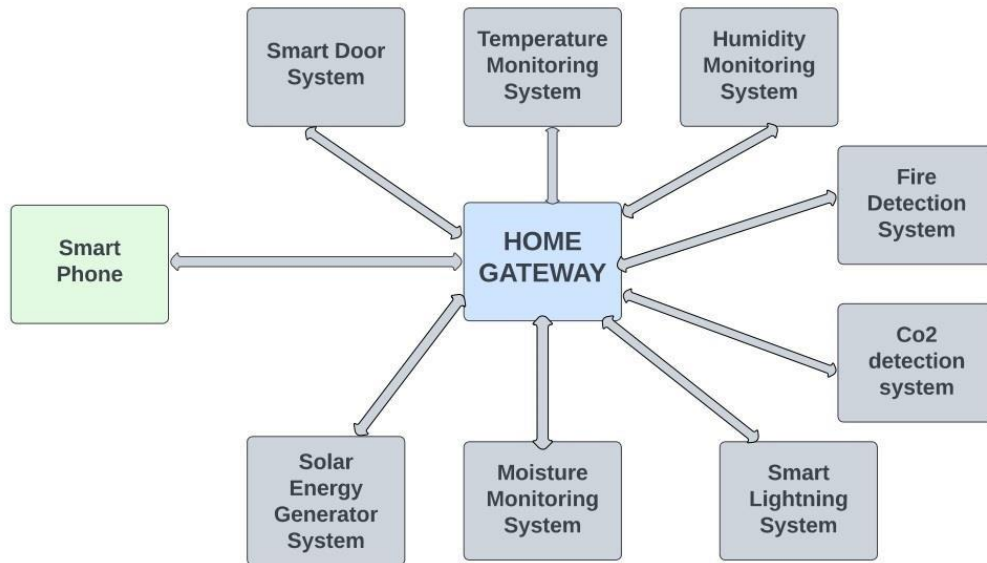 Smart Door
System
Temperature
Monitoring
System
Humidity
Monitoring
System
Fire
Detection
System
Smart
Phone
HOME
GATEWAY
Co2
detection
system
Solar
Energy
Generator
System
Moisture
Monitoring
System
Smart
Lightning
System